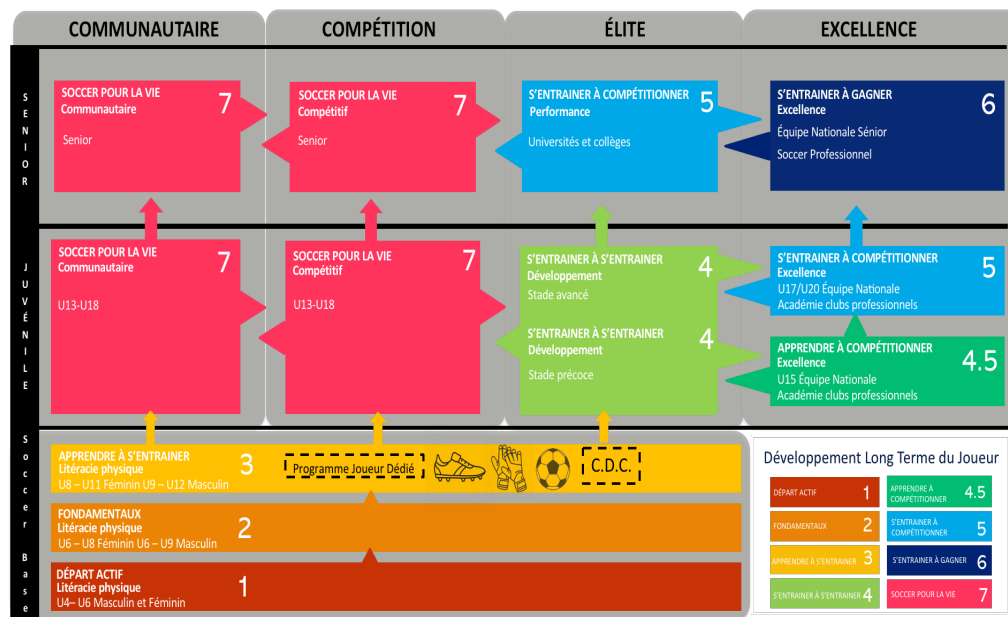 COMMUNAUTAIRE
COMPÉTITION
ÉLITE
EXCELLENCE
SENIOR
SOCCER POUR LA VIE
Communautaire
7
Senior
SOCCER POUR LA VIE
Compétitif
7
Senior
S'ENTRAINER À COMPÉTITIONNER
Performance
5
Universités et collèges
S'ENTRAINER À GAGNER
Excellence
6
Équipe Nationale Sénior
Soccer Professionnel
JUVÉNILE
SOCCER POUR LA VIE
Communautaire
7
U13-U18
SOCCER POUR LA VIE
Compétitif
7
U13-U18
S'ENTRAINER À S'ENTRAINER
Développement
4
Stade avancé
S'ENTRAINER À S'ENTRAINER
Développement
4
Stade précoce
S'ENTRAINER À COMPÉTITIONNER
Excellence
5
U17/U20 Équipe Nationale
Académie clubs professionnels
APPRENDRE À COMPÉTITIONNER
Excellence
4.5
U15 Équipe Nationale
Académie clubs professionnels
Soccer Base
APPRENDRE À S'ENTRAINER
Litéracie physique
3
U8 – U11 Féminin U9 – U12 Masculin
Programme Joueur Dédié
C.D.C.
FONDAMENTAUX
Litéracie physique
2
U6 – U8 Féminin U6 – U9 Masculin
DÉPART ACTIF
Litéracie physique
1
U4– U6 Masculin et Féminin
Développement Long Terme du Joueur
DÉPART ACTIF 1
APPRENDRE À
COMPÉTITIONNER 4.5
FONDAMENTAUX 2
S'ENTRAINER À
COMPÉTITIONNER 5
APPRENDRE À S'ENTRAINER 3
S'ENTRAINER À GAGNER 6
S'ENTRAINER À S'ENTRAINER 4
SOCCER POUR LA VIE 7